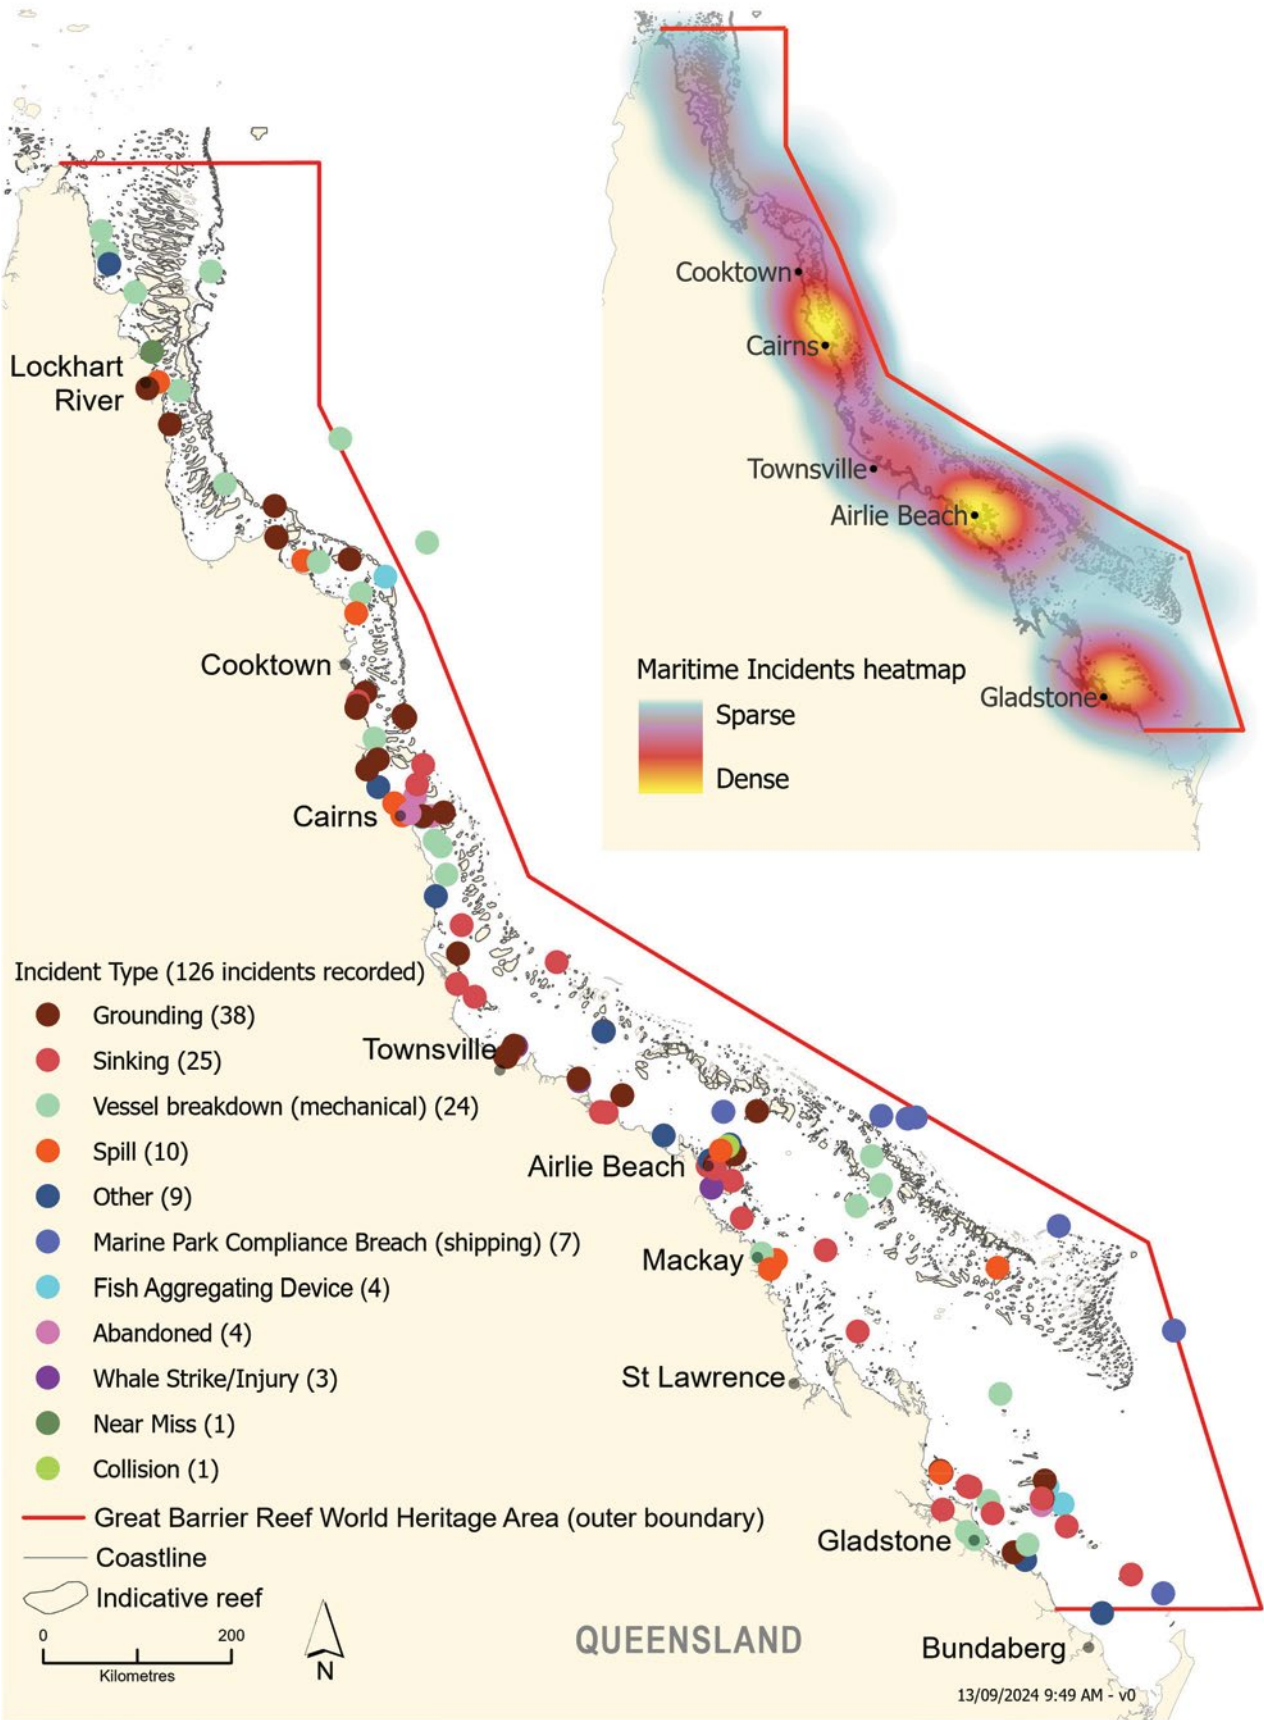 Cooktown
Cairns
Townsville
Airlie Beach
Gladstone
Maritime Incidents heatmap
Sparse
Dense
Lockhart
River
Cooktown
Cairns
Townsville
Airlie Beach
Mackay
St Lawrence
Gladstone
Bundaberg
QUEENSLAND
Incident Type (126 incidents recorded)
Grounding (38)
Sinking (25)
Vessel breakdown (mechanical) (24)
Spill (10)
Other (9)
Marine Park Compliance Breach (shipping) (7)
Fish Aggregating Device (4)
Abandoned (4)
Whale Strike/Injury (3)
Near Miss (1)
Collision (1)
Great Barrier Reef World Heritage Area (outer boundary)
Coastline
Indicative reef
0 200
Kilometres
N
13/09/2024 9:49 AM - v0